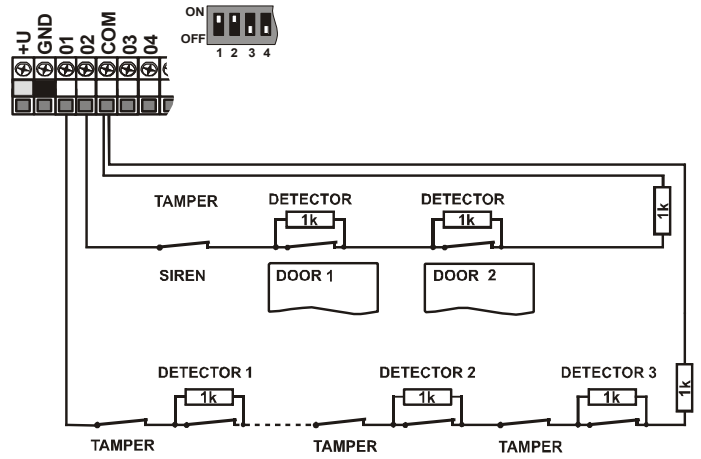 ON
OFF
1 2 3 4
+U GND 01 02 COM 03 04
TAMPER DETECTOR DETECTOR
1k 1k 1k
SIREN DOOR 1 DOOR 2
DETECTOR 1 DETECTOR 2 DETECTOR 3
1k 1k 1k 1k
TAMPER TAMPER TAMPER